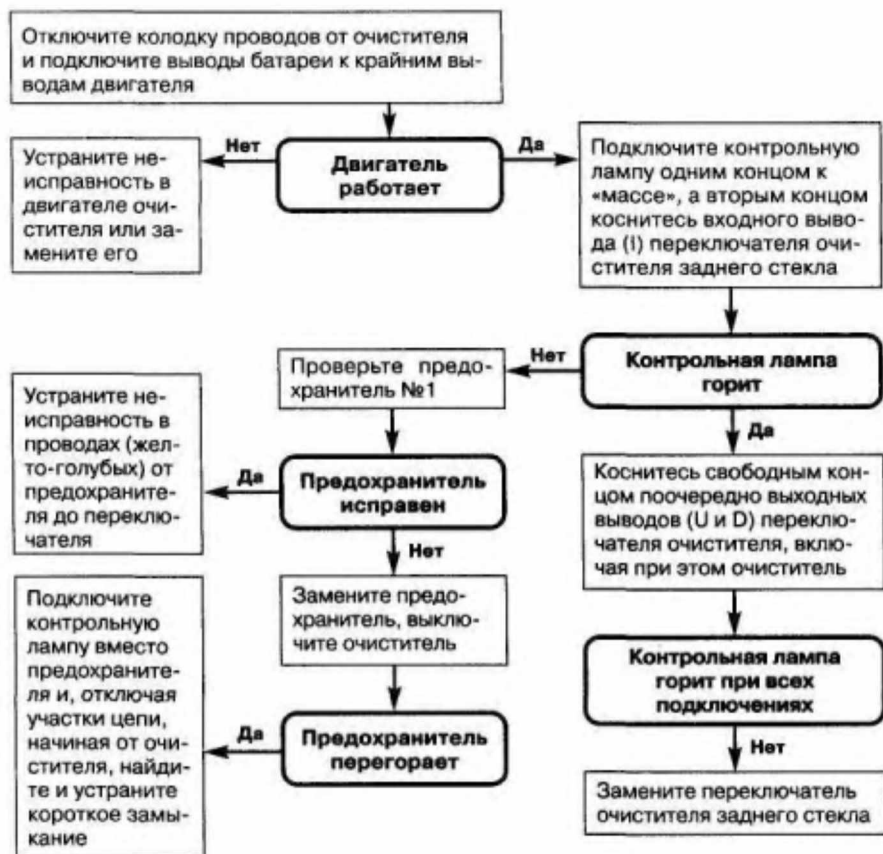 Отключите колодку проводов от очистителя
и подключите выводы батареи к крайним вы-
водам двигателя
Нет
Двигатель
работает
Да
Устраните не-
исправность в
двигателе очи-
стителя или за-
мените его
Подключите контрольную
лампу одним концом к
«массе», а вторым концом
коснитесь входного выво-
да (I) переключателя очи-
стителя заднего стекла
Контрольная лампа
горит
Нет
Проверьте предо-
хранитель №1
Да
Устраните не-
исправность в
проводах (жел-
то-голубых) от
предохраните-
ля до переклю-
чателя
Да
Предохранитель
исправен
Нет
Коснитесь свободным кон-
цом поочередно выходных
выводов (U и D) переклю-
чателя очистителя, вклю-
чая при этом очиститель
Замените предо-
хранитель, выклю-
чите очиститель
Контрольная лампа
горит при всех
подключениях
Нет
Подключите
контрольную
лампу вместо
предохраните-
ля и, отключая
участки цепи,
начиная от очи-
стителя, найди-
те и устраните
короткое замы-
кание
Да
Предохранитель
перегорает
Замените переключатель
очистителя заднего стекла